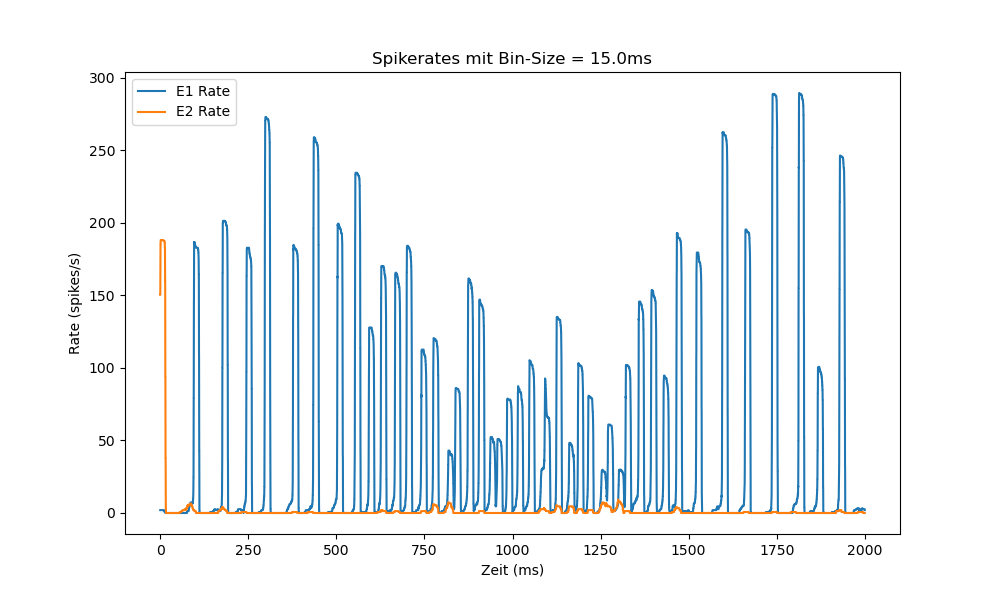 Spikerates mit Bin-Size = 15.0ms
E1 Rate
E2 Rate
300
250
200
150
100
50
0
Rate (spikes/s)
0 250 500 750 1000 1250 1500 1750 2000
Zeit (ms)